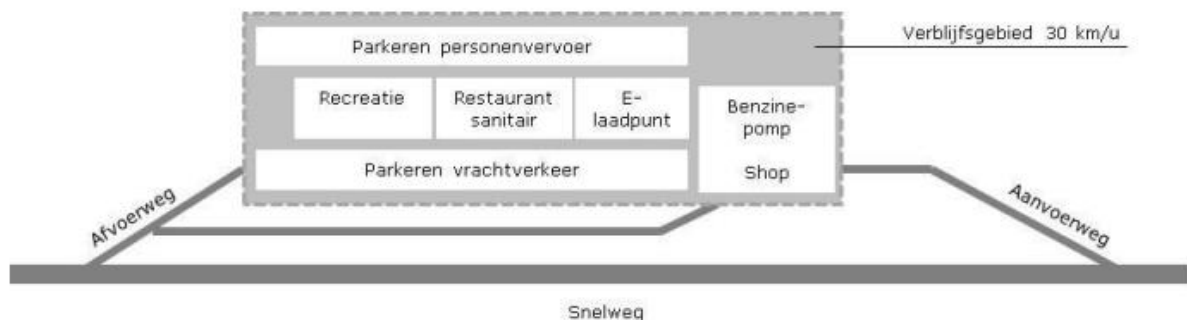 Parkeren personenvervoer
Verblijfsgebied 30 km/u
Recreatie
Restaurant
sanitair
E-
laadpunt
Benzine-
pomp
Shop
Parkeren vrachtverkeer
Afvoerweg
Aanvoerweg
Snelweg